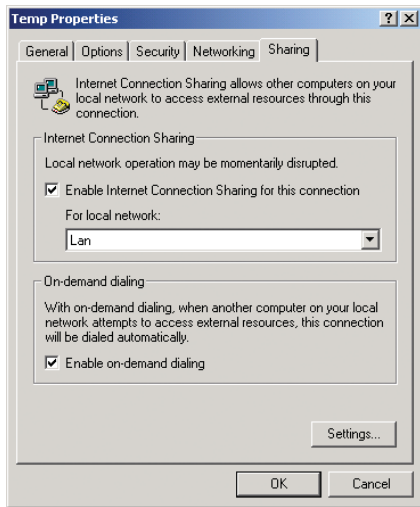 Temp Properties
? X
General Options Security Networking Sharing
Internet Connection Sharing allows other computers on your
local network to access external resources through this
connection.
Internet Connection Sharing
Local network operation may be momentarily disrupted.
Enable Internet Connection Sharing for this connection
For local network:
Lan
On-demand dialing
With on-demand dialing, when another computer on your local
network attempts to access external resources, this connection
will be dialed automatically.
Enable on-demand dialing
Settings...
OK Cancel